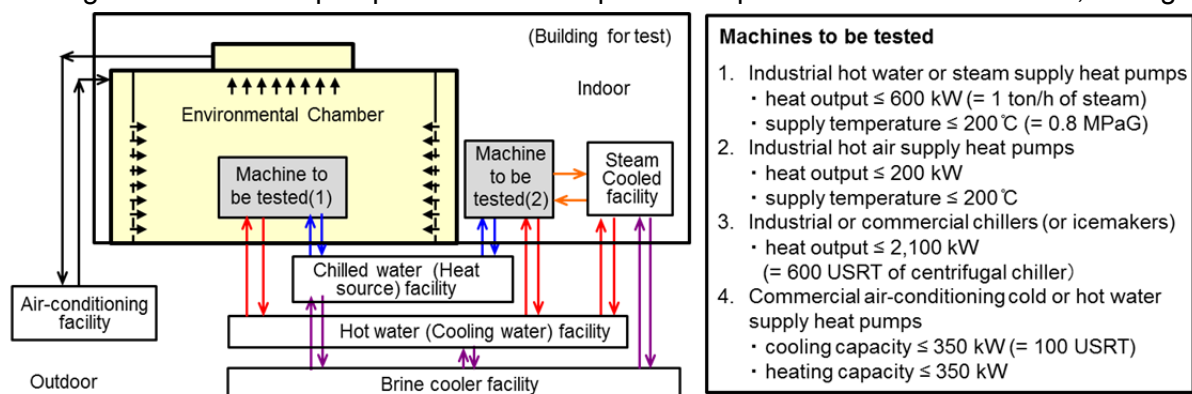 (Building for test)
Indoor
Environmental Chamber
Machine to
be tested(1)
Machine
to be
tested(2)
Steam
Cooled
facility
Chilled water (Heat
source) facility
Air-conditioning
facility
Hot water (Cooling water) facility
Outdoor
Brine cooler facility
Machines to be tested
1. Industrial hot water or steam supply heat pumps
・heat output ≤ 600 kW (= 1 ton/h of steam)
・supply temperature ≤ 200℃ (= 0.8 MPaG)
2. Industrial hot air supply heat pumps
・heat output ≤ 200 kW
・supply temperature ≤ 200℃
3. Industrial or commercial chillers (or icemakers)
・heat output ≤ 2,100 kW
(= 600 USRT of centrifugal chiller）
4. Commercial air-conditioning cold or hot water
supply heat pumps
・cooling capacity ≤ 350 kW (= 100 USRT)
・heating capacity ≤ 350 kW